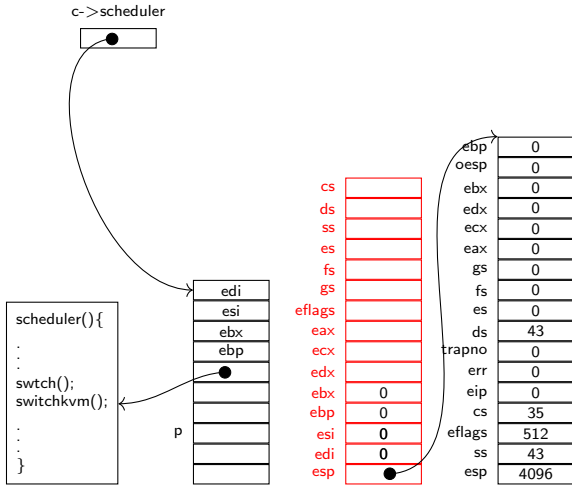 c->scheduler
scheduler(){
.
.
.
swtch();
switchkvm();
.
.
.
}
edi
esi
ebx
ebp
p
cs
ds
ss
es
fs
gs
eflags
eax
ecx
edx
ebx 0
ebp 0
esi 0
edi 0
esp
ebp 0
oesp 0
ebx 0
edx 0
ecx 0
eax 0
gs 0
fs 0
es 0
ds 43
trapno 0
err 0
eip 0
cs 35
eflags 512
ss 43
esp 4096